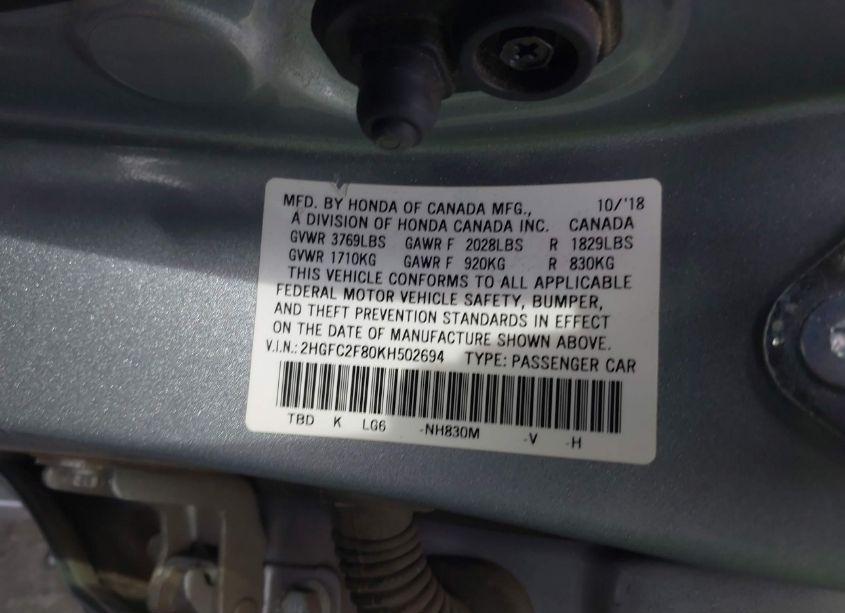 MFD. BY HONDA OF CANADA MFG., 10/'18
A DIVISION OF HONDA CANADA INC. CANADA
GVWR 3769LBS GAWR F 2028LBS R 1829LBS
GVWR 1710KG GAWR F 920KG R 830KG
THIS VEHICLE CONFORMS TO ALL APPLICABLE
FEDERAL MOTOR VEHICLE SAFETY, BUMPER,
AND THEFT PREVENTION STANDARDS IN EFFECT
ON THE DATE OF MANUFACTURE SHOWN ABOVE.
V.I.N.: 2HGFC2F80KH502694 TYPE: PASSENGER CAR
TBD K LG6 -NH830M -V -H